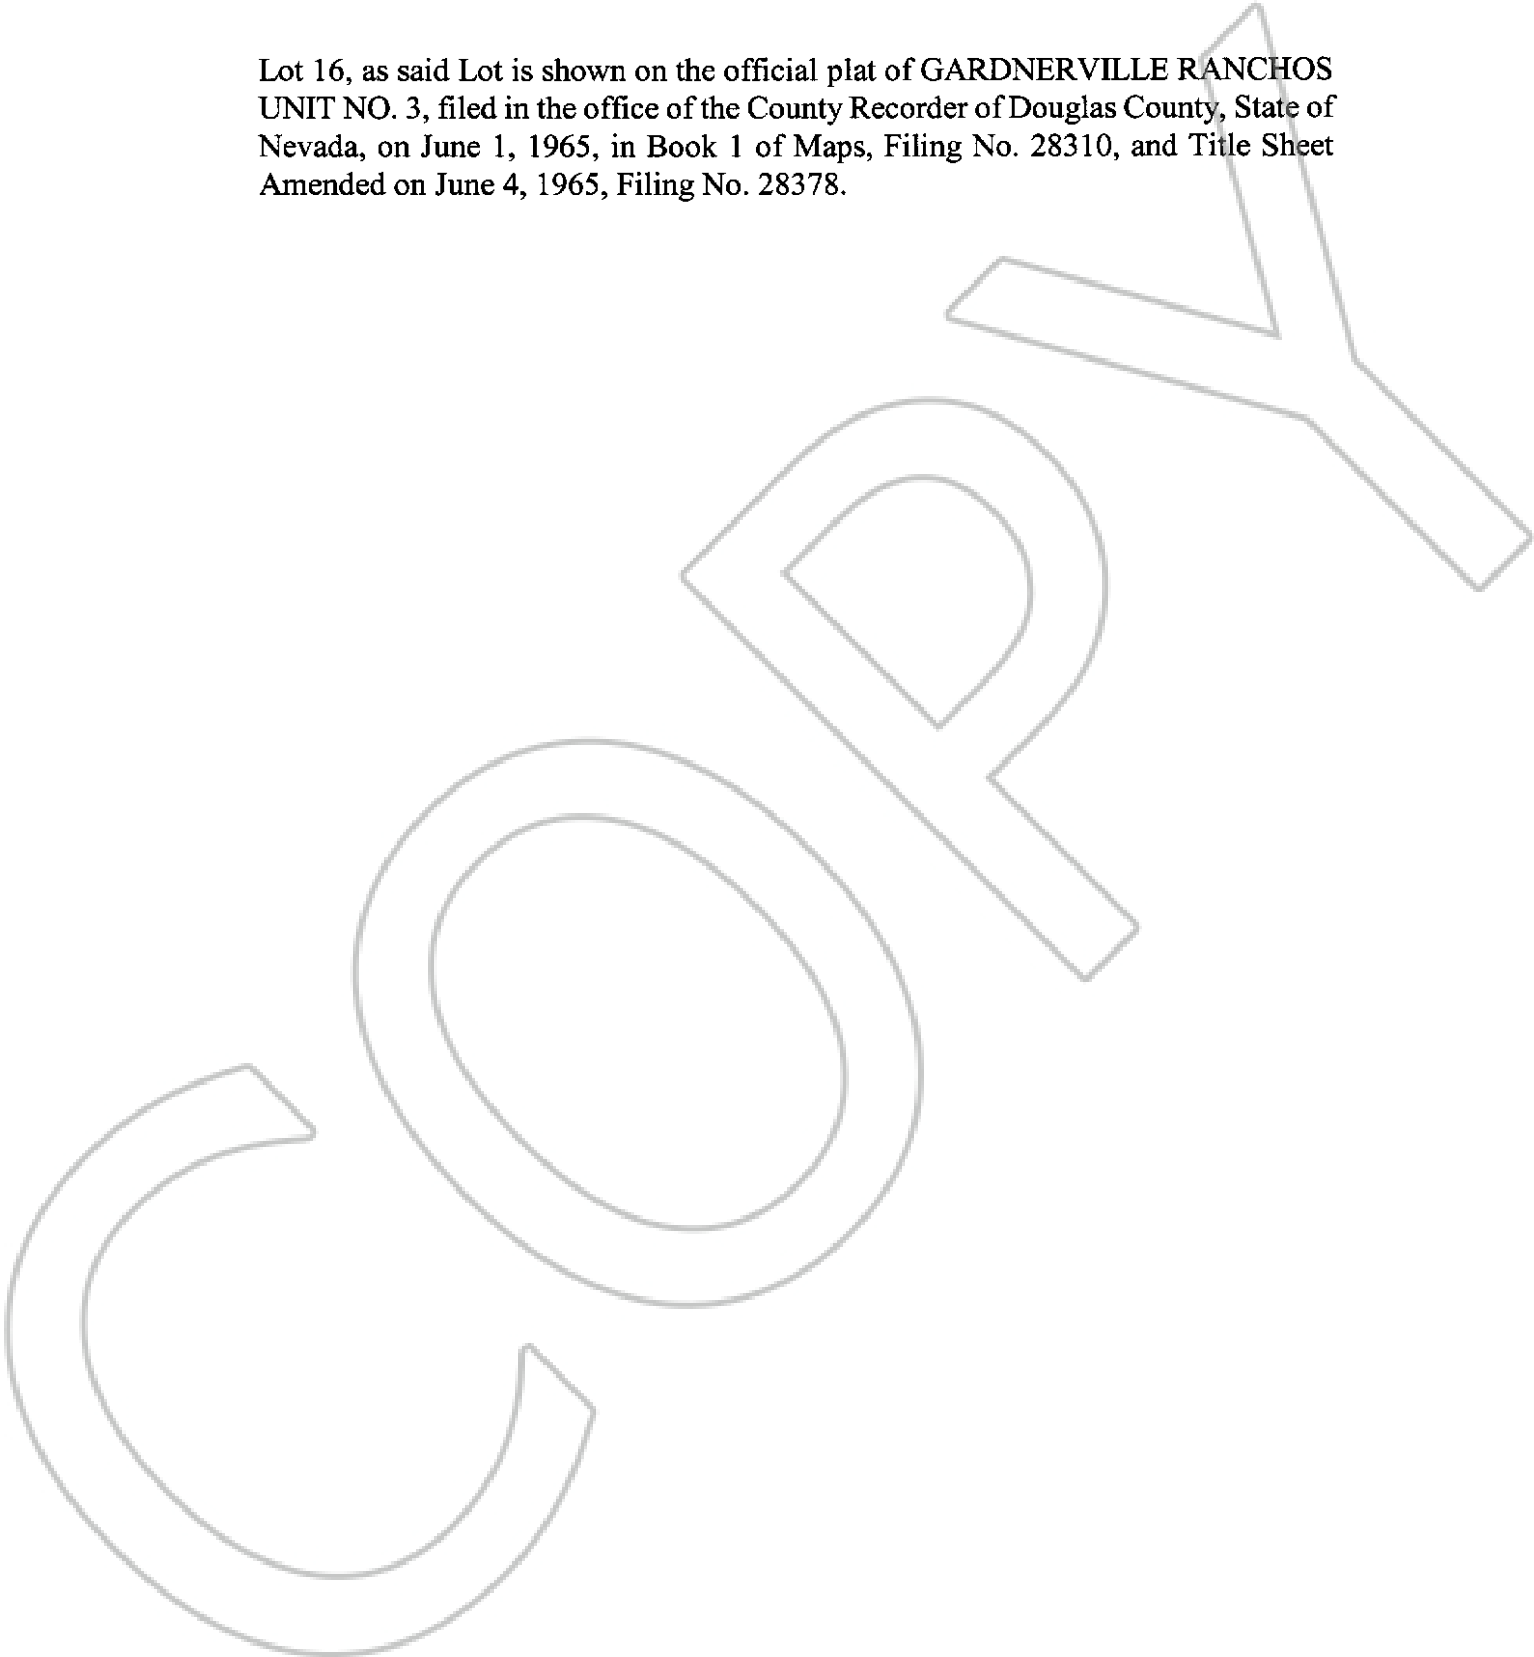 Lot 16, as said Lot is shown on the official plat of GARDNERVILLE RANCHOS
UNIT NO. 3, filed in the office of the County Recorder of Douglas County, State of
Nevada, on June 1, 1965, in Book 1 of Maps, Filing No. 28310, and Title Sheet
Amended on June 4, 1965, Filing No. 28378.
COPY